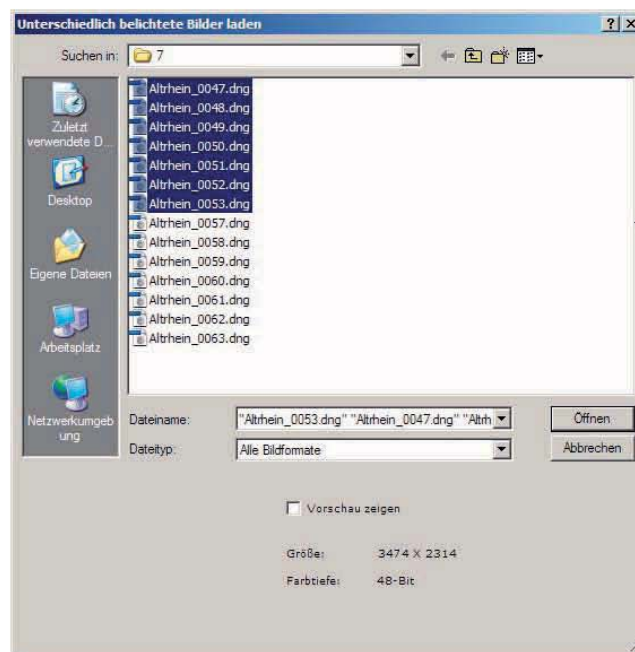 Unterschiedlich belichtete Bilder laden
Suchen in: 7
Zuletzt
verwendete D...
Desktop
Eigene Dateien
Arbeitsplatz
Netzwerkumgeb
ung
Altrhein_0047.dng
Altrhein_0048.dng
Altrhein_0049.dng
Altrhein_0050.dng
Altrhein_0051.dng
Altrhein_0052.dng
Altrhein_0053.dng
Altrhein_0057.dng
Altrhein_0058.dng
Altrhein_0059.dng
Altrhein_0060.dng
Altrhein_0061.dng
Altrhein_0062.dng
Altrhein_0063.dng
Dateiname: "Altrhein_0053.dng" "Altrhein_0047.dng" "Altrh Öffnen
Dateityp: Alle Bildformate Abbrechen
Vorschau zeigen
Größe: 3474 X 2314
Farbtiefe: 48-Bit